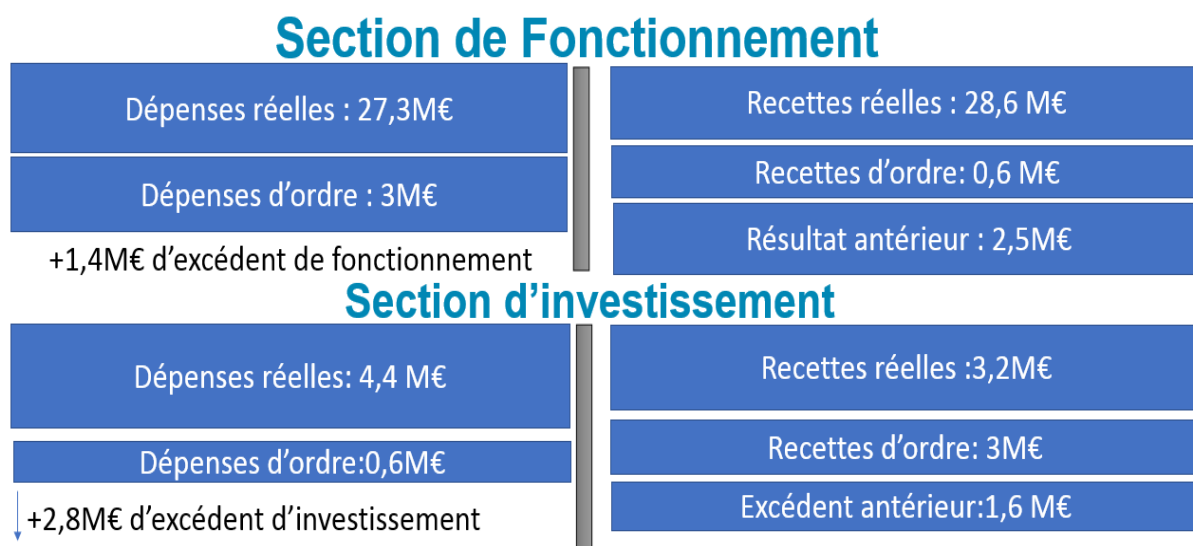 Section de Fonctionnement
Dépenses réelles : 27,3M€
Dépenses d’ordre : 3M€
+1,4M€ d’excédent de fonctionnement
Recettes réelles : 28,6 M€
Recettes d’ordre: 0,6 M€
Résultat antérieur : 2,5M€
Section d’investissement
Dépenses réelles: 4,4 M€
Dépenses d’ordre:0,6M€
+2,8M€ d’excédent d’investissement
Recettes réelles :3,2M€
Recettes d’ordre: 3M€
Excédent antérieur:1,6 M€